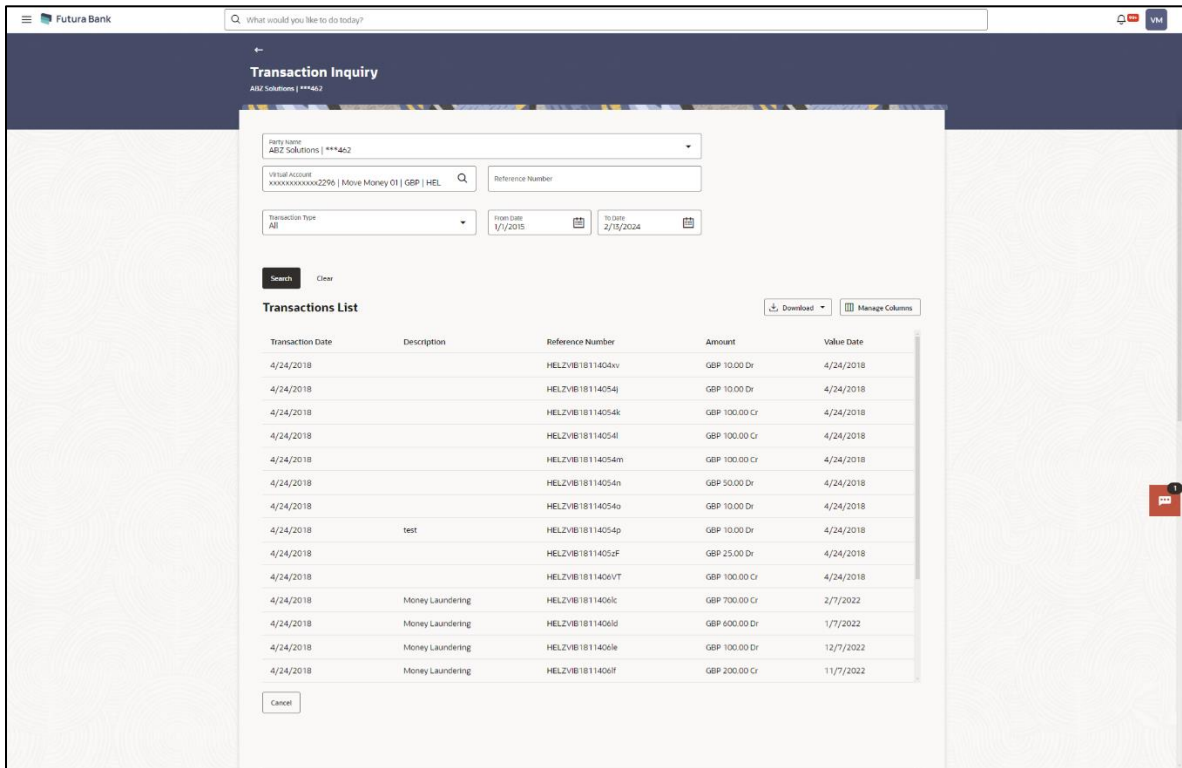 Futura Bank
What would you like to do today?
VM
Transaction Inquiry
ABZ Solutions | ***462
Party Name
ABZ Solutions | ***462
Virtual Account
xxxxxxxxxxxx2296 | Move Money 01 | GBP | HEL
Reference Number
Transaction Type
All
From Date
1/1/2015
To Date
2/13/2024
Search Clear
Transactions List
Download
Manage Columns
Transaction Date Description Reference Number Amount Value Date
4/24/2018 HELZVIB1811404xv GBP 10.00 Dr 4/24/2018
4/24/2018 HELZVIB18114054j GBP 10.00 Dr 4/24/2018
4/24/2018 HELZVIB18114054k GBP 100.00 Cr 4/24/2018
4/24/2018 HELZVIB18114054l GBP 100.00 Cr 4/24/2018
4/24/2018 HELZVIB18114054m GBP 100.00 Cr 4/24/2018
4/24/2018 HELZVIB18114054n GBP 50.00 Dr 4/24/2018
4/24/2018 HELZVIB18114054o GBP 10.00 Dr 4/24/2018
4/24/2018 test HELZVIB18114054p GBP 10.00 Dr 4/24/2018
4/24/2018 HELZVIB1811405zF GBP 25.00 Dr 4/24/2018
4/24/2018 HELZVIB1811406VT GBP 100.00 Cr 4/24/2018
4/24/2018 Money Laundering HELZVIB1811406lc GBP 700.00 Cr 2/7/2022
4/24/2018 Money Laundering HELZVIB1811406ld GBP 600.00 Dr 1/7/2022
4/24/2018 Money Laundering HELZVIB1811406le GBP 100.00 Dr 12/7/2022
4/24/2018 Money Laundering HELZVIB1811406lf GBP 200.00 Cr 11/7/2022
Cancel
1